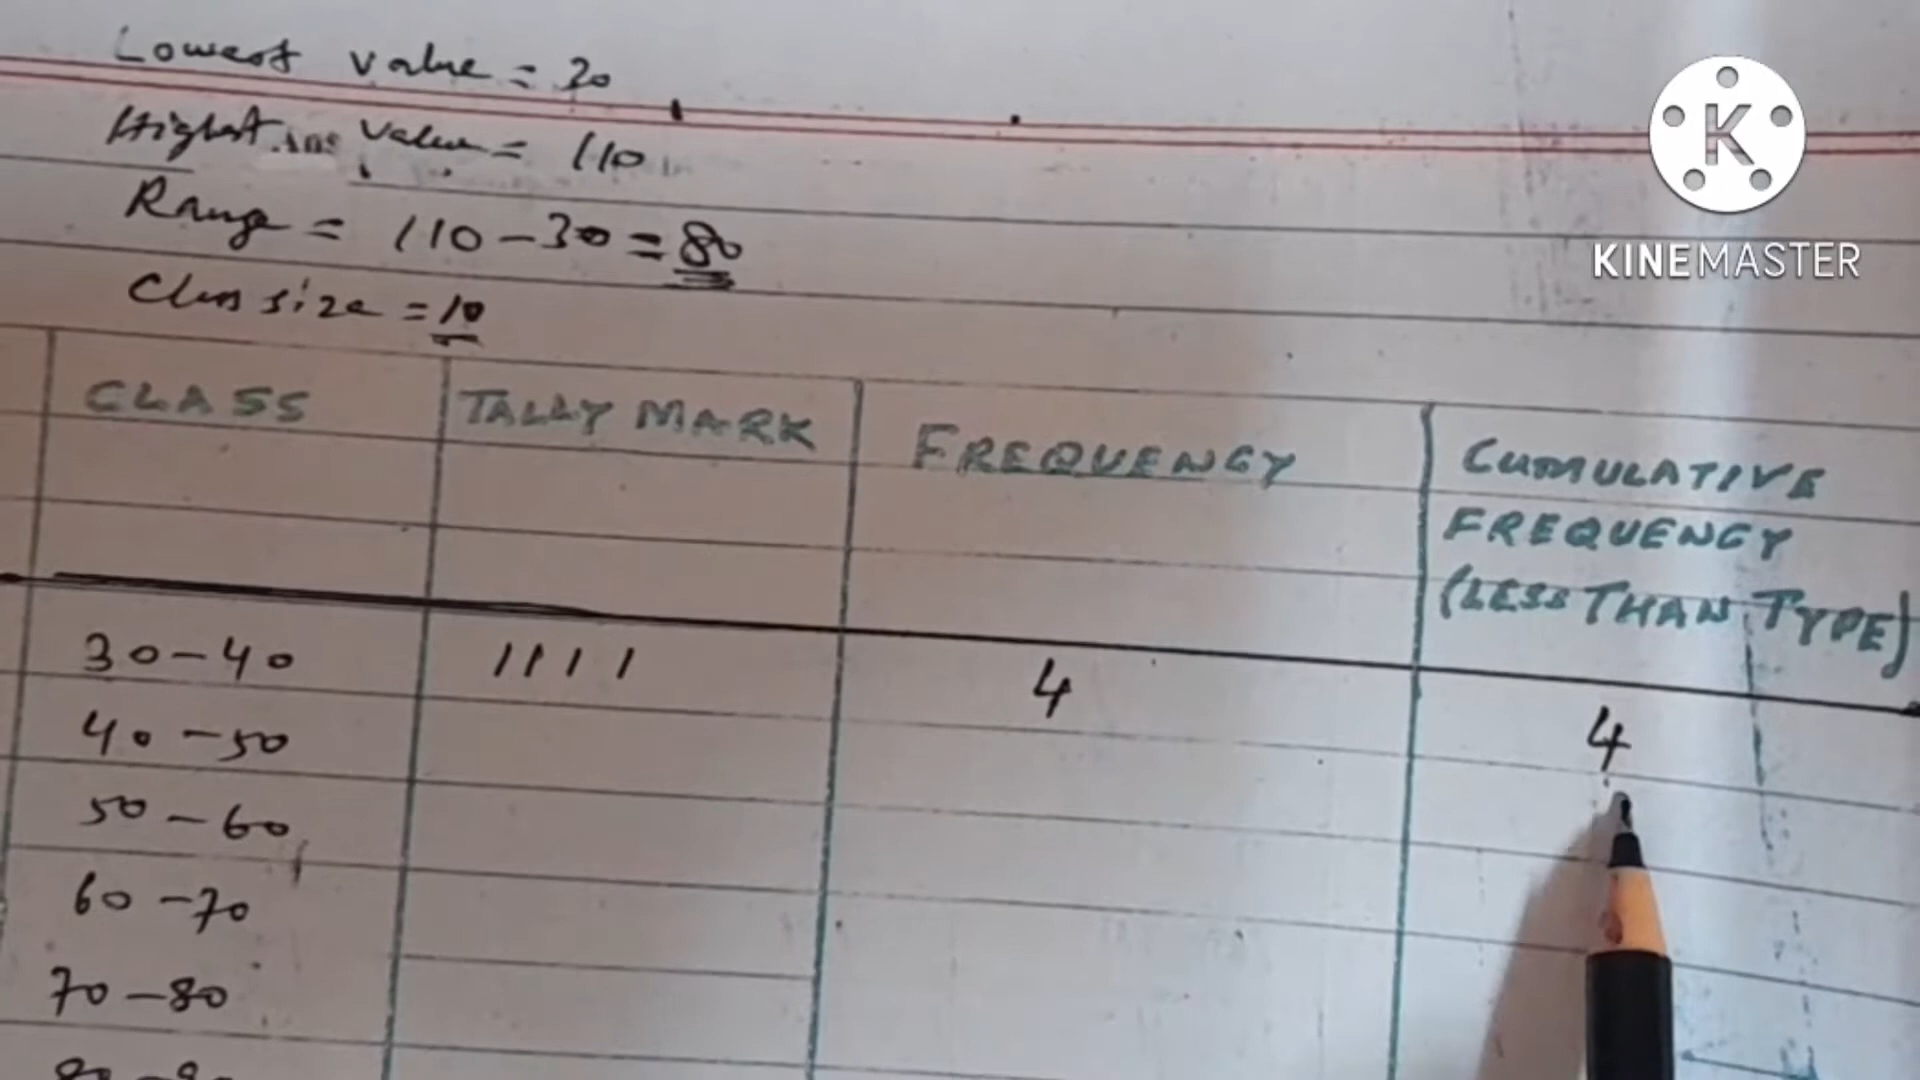 Lowest value = 30
Highest value = 110
Range = 110 - 30 = 80
Class size = 10
CLASS TALLY MARK FREQUENCY CUMULATIVE FREQUENCY (LESS THAN TYPE)
30-40 |||| 4 4
40-50
50-60
60-70
70-80
K
KINEMASTER